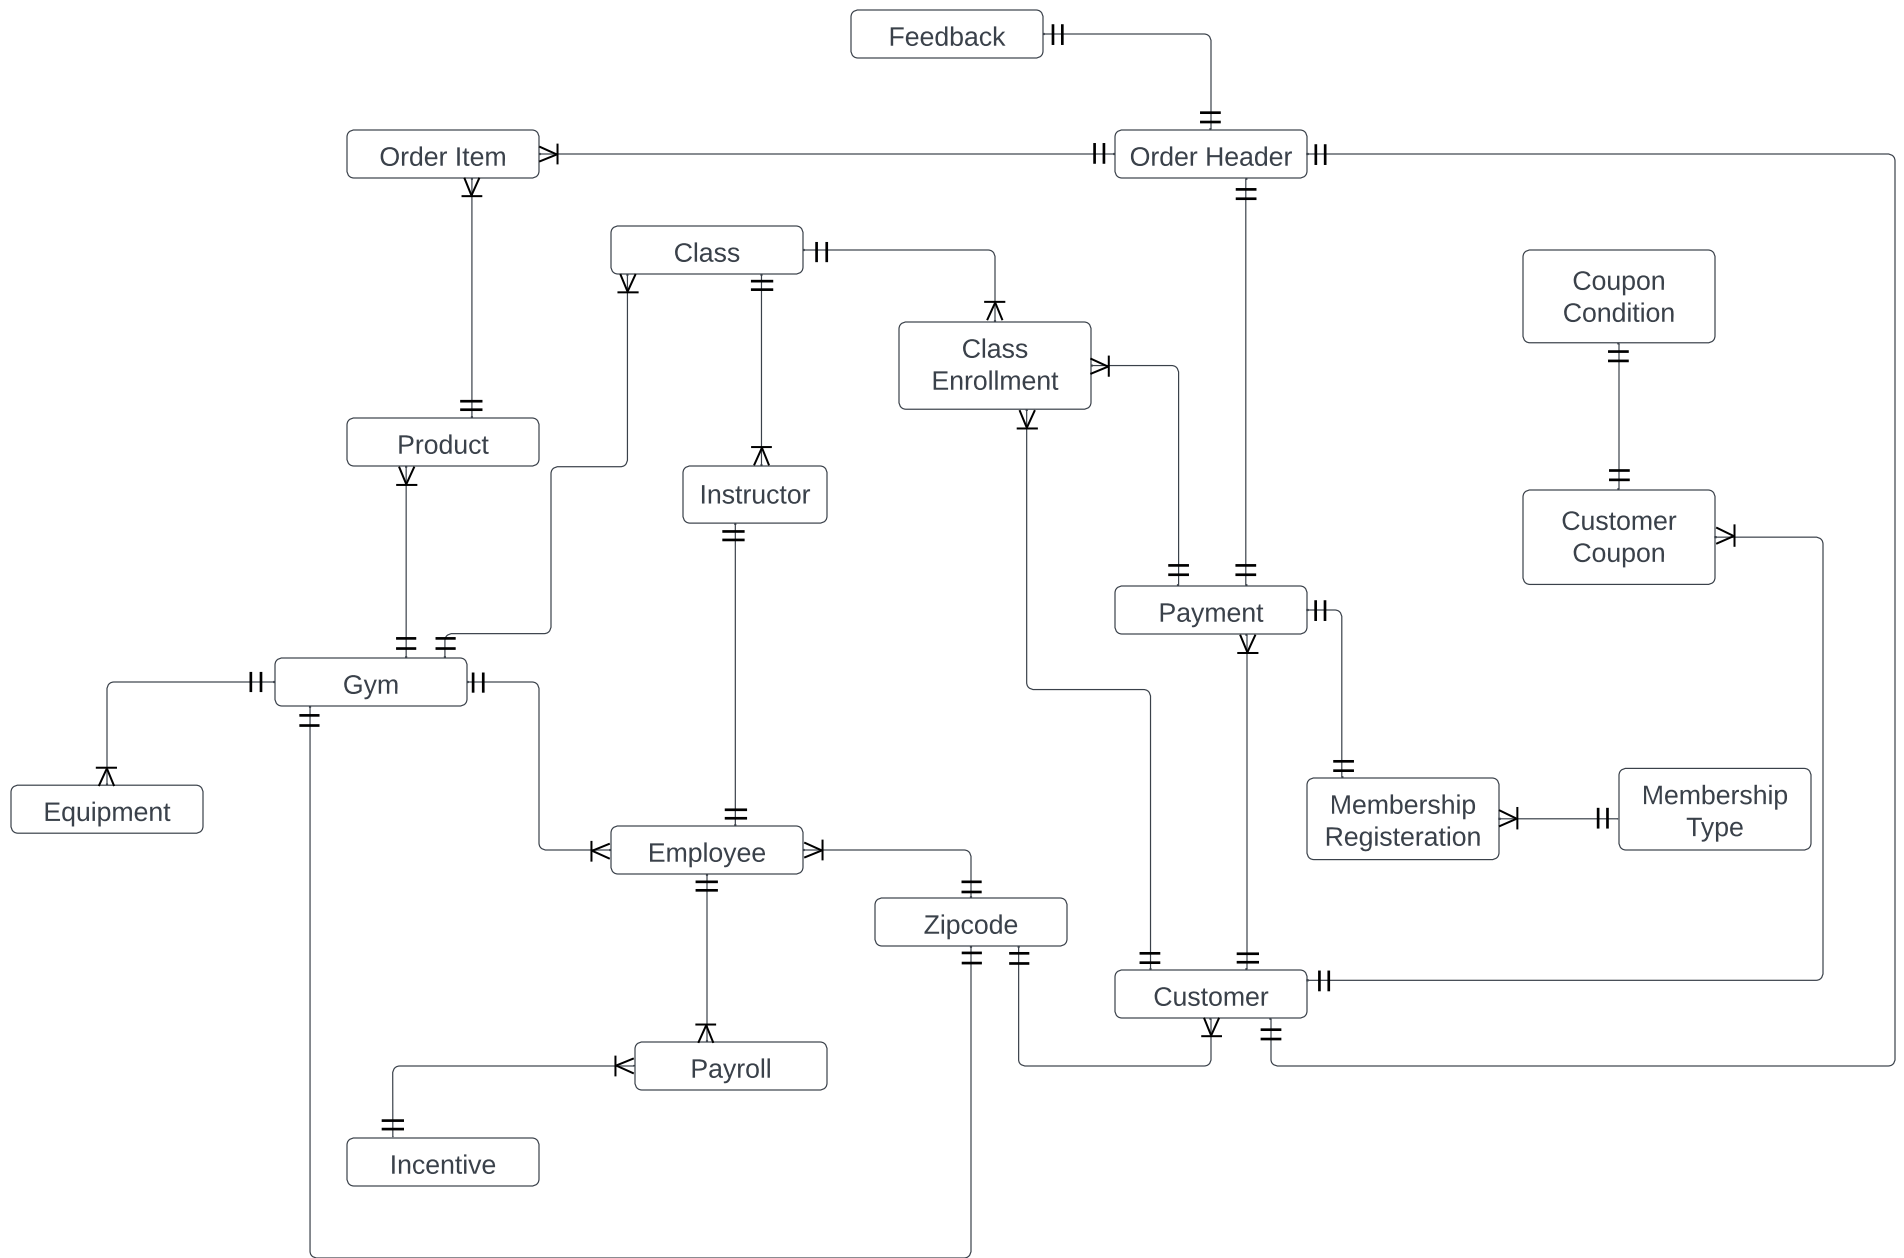 Feedback
Order Item
Order Header
Class
Coupon
Condition
Class
Enrollment
Product
Instructor
Customer
Coupon
Payment
Gym
Equipment
Membership
Registeration
Membership
Type
Employee
Zipcode
Customer
Payroll
Incentive